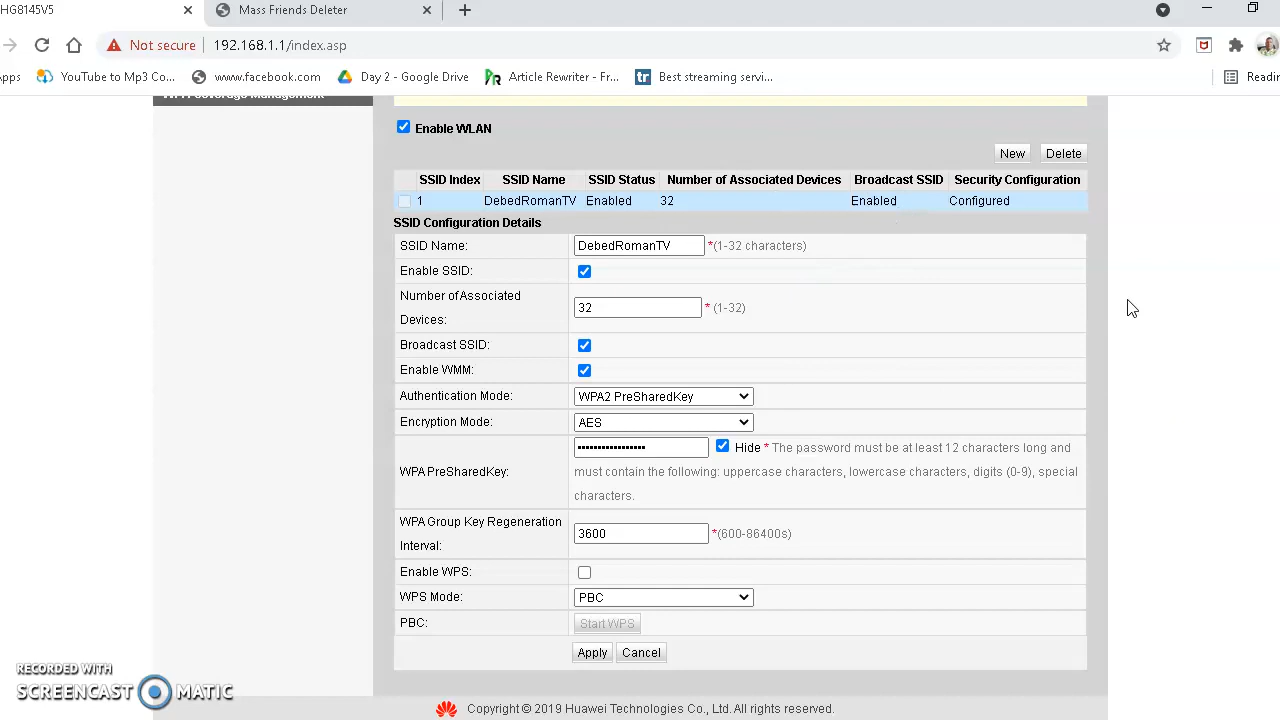 HG8145V5
Mass Friends Deleter
Not secure
192.168.1.1/index.asp
Apps
YouTube to Mp3 Co...
www.facebook.com
Day 2 - Google Drive
Article Rewriter - Fr...
Best streaming servi...
Readin
Enable WLAN
New Delete
SSID Index SSID Name SSID Status Number of Associated Devices Broadcast SSID Security Configuration
1 DebedRomanTV Enabled 32 Enabled Configured
SSID Configuration Details
SSID Name: DebedRomanTV *(1-32 characters)
Enable SSID:
Number of Associated
Devices: 32 * (1-32)
Broadcast SSID:
Enable WMM:
Authentication Mode: WPA2 PreSharedKey
Encryption Mode: AES
WPA PreSharedKey: •••••••••••••••• Hide * The password must be at least 12 characters long and
must contain the following: uppercase characters, lowercase characters, digits (0-9), special
characters.
WPA Group Key Regeneration
Interval: 3600 *(600-86400s)
Enable WPS:
WPS Mode: PBC
PBC: Start WPS
Apply Cancel
RECORDED WITH
SCREENCAST MATIC
Copyright © 2019 Huawei Technologies Co., Ltd. All rights reserved.